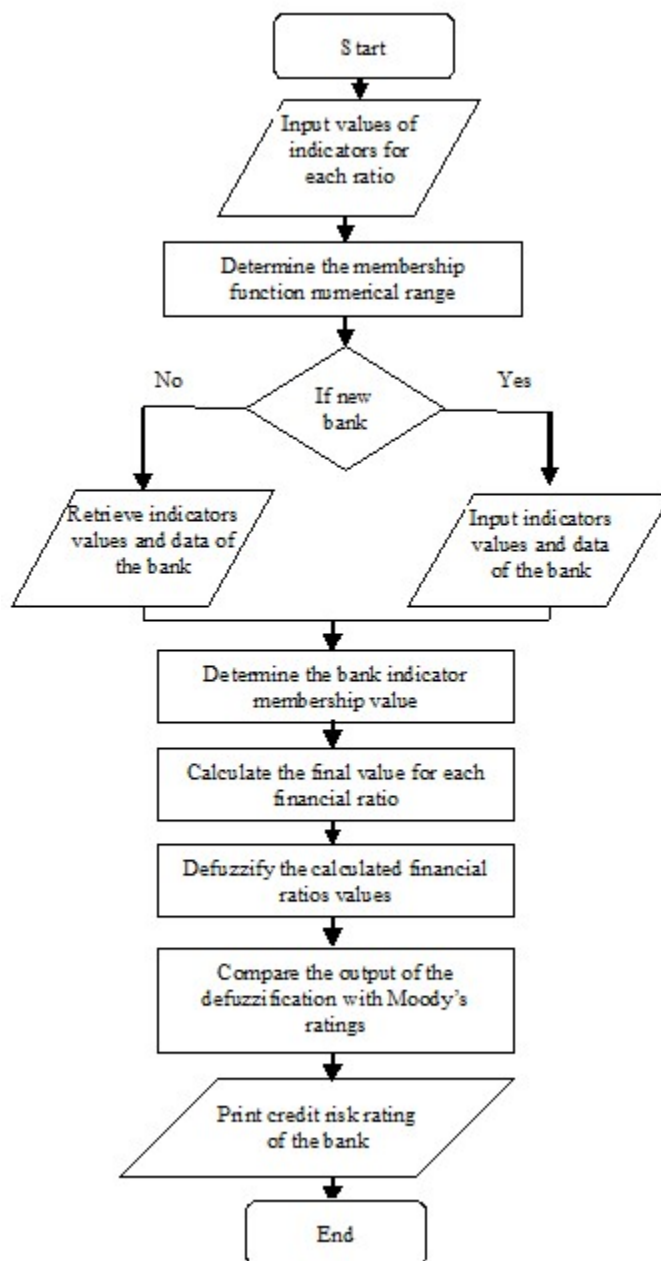 Start
Input values of
indicators for
each ratio
Determine the membership
function numerical range
No
Yes
If new
bank
Retrieve indicators
values and data of
the bank
Input indicators
values and data
of the bank
Determine the bank indicator
membership value
Calculate the final value for each
financial ratio
Defuzzify the calculated financial
ratios values
Compare the output of the
defuzzification with Moody's
ratings
Print credit risk rating
of the bank
End